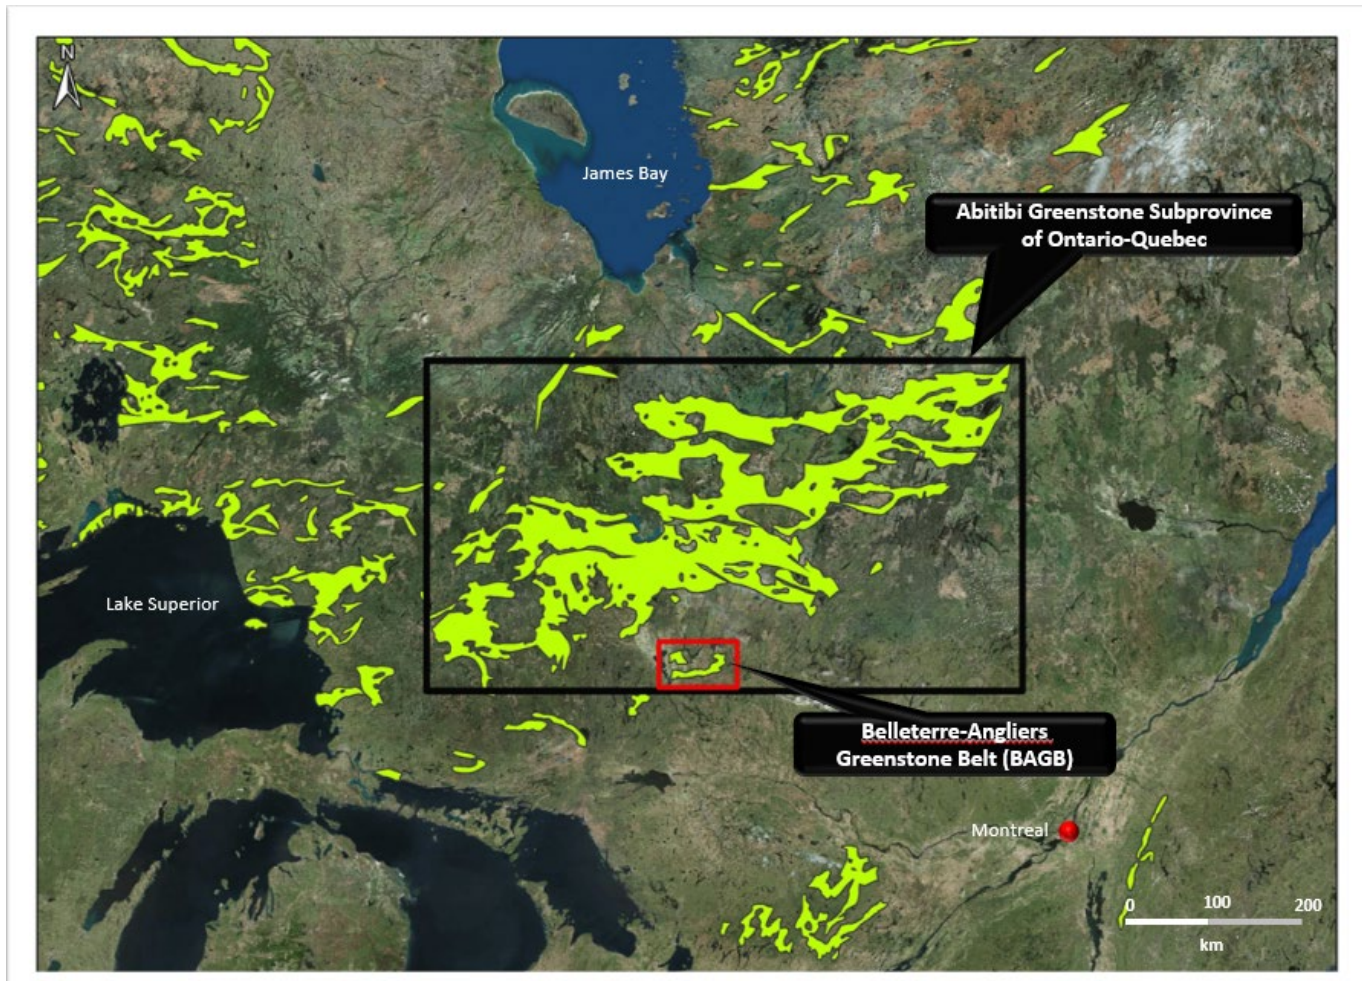 N
James Bay
Abitibi Greenstone Subprovince
of Ontario-Quebec
Lake Superior
Belleterre-Angliers
Greenstone Belt (BAGB)
Montreal
0 100 200
km